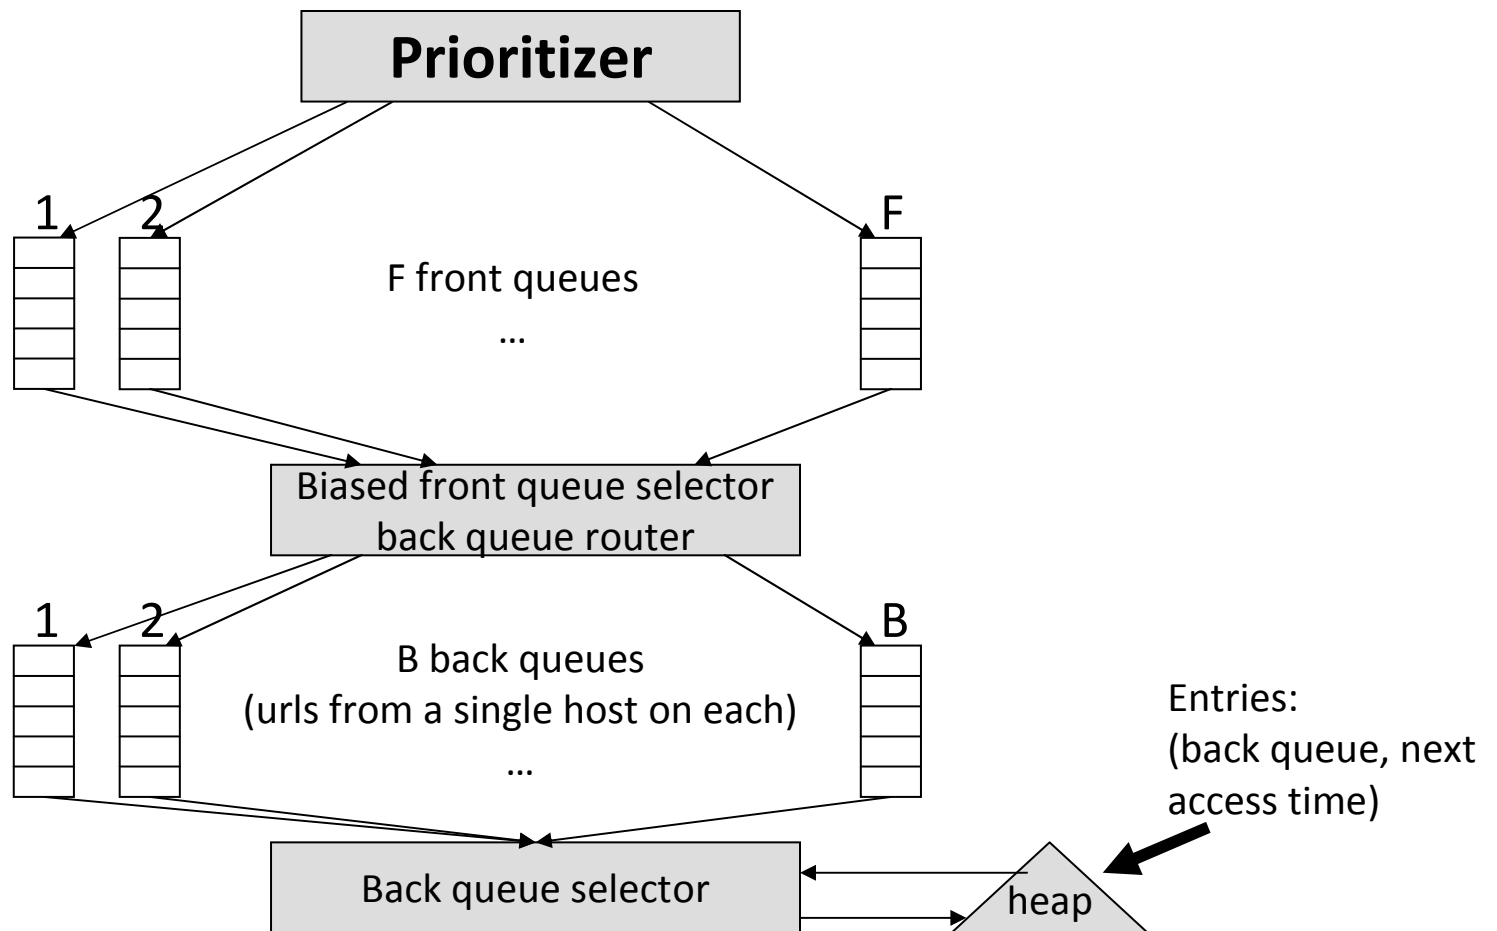 Prioritizer
1
2
F
F front queues
...
Biased front queue selector
back queue router
1
2
B
B back queues
(urls from a single host on each)
...
Entries:
(back queue, next
access time)
Back queue selector
heap